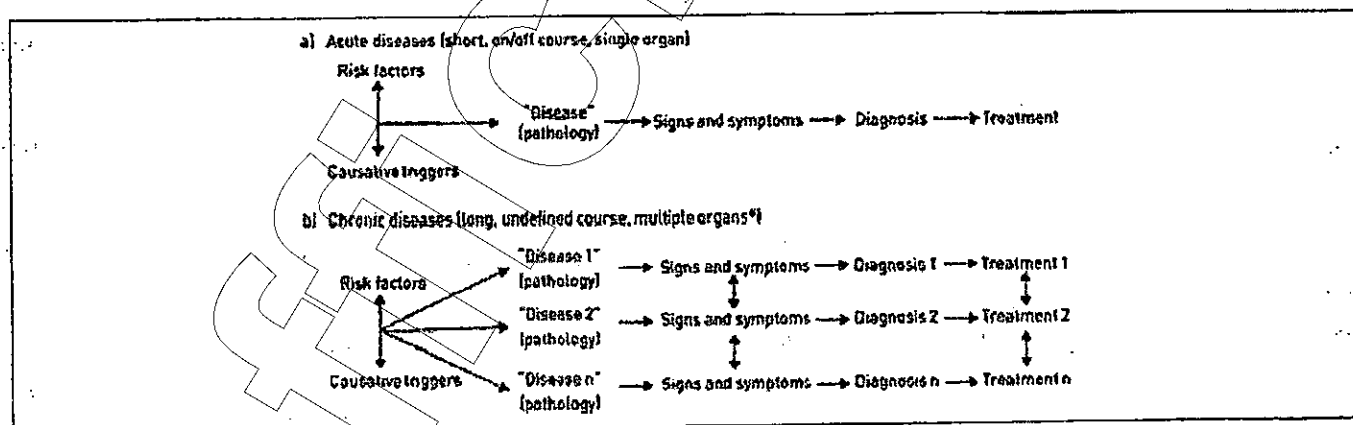 a) Acute diseases (short, on/off course, single organ)
Risk factors
"Disease"
(pathology)
Signs and symptoms
Diagnosis
Treatment
Causative triggers
b) Chronic diseases (long, undefined course, multiple organs*)
Risk factors
Causative triggers
"Disease 1"
(pathology)
Signs and symptoms
Diagnosis 1
Treatment 1
"Disease 2"
(pathology)
Signs and symptoms
Diagnosis 2
Treatment 2
"Disease n"
(pathology)
Signs and symptoms
Diagnosis n
Treatment n